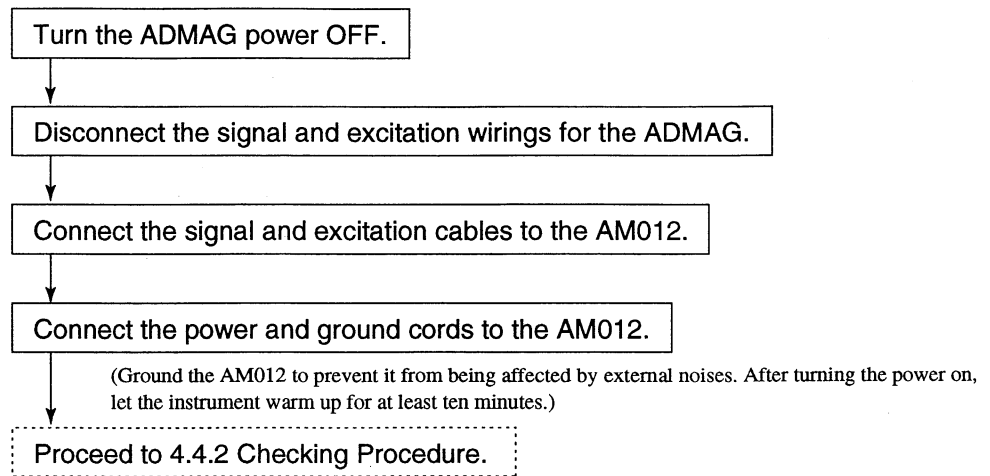 Turn the ADMAG power OFF.
Disconnect the signal and excitation wirings for the ADMAG.
Connect the signal and excitation cables to the AM012.
Connect the power and ground cords to the AM012.
(Ground the AM012 to prevent it from being affected by external noises. After turning the power on,
let the instrument warm up for at least ten minutes.)
Proceed to 4.4.2 Checking Procedure.